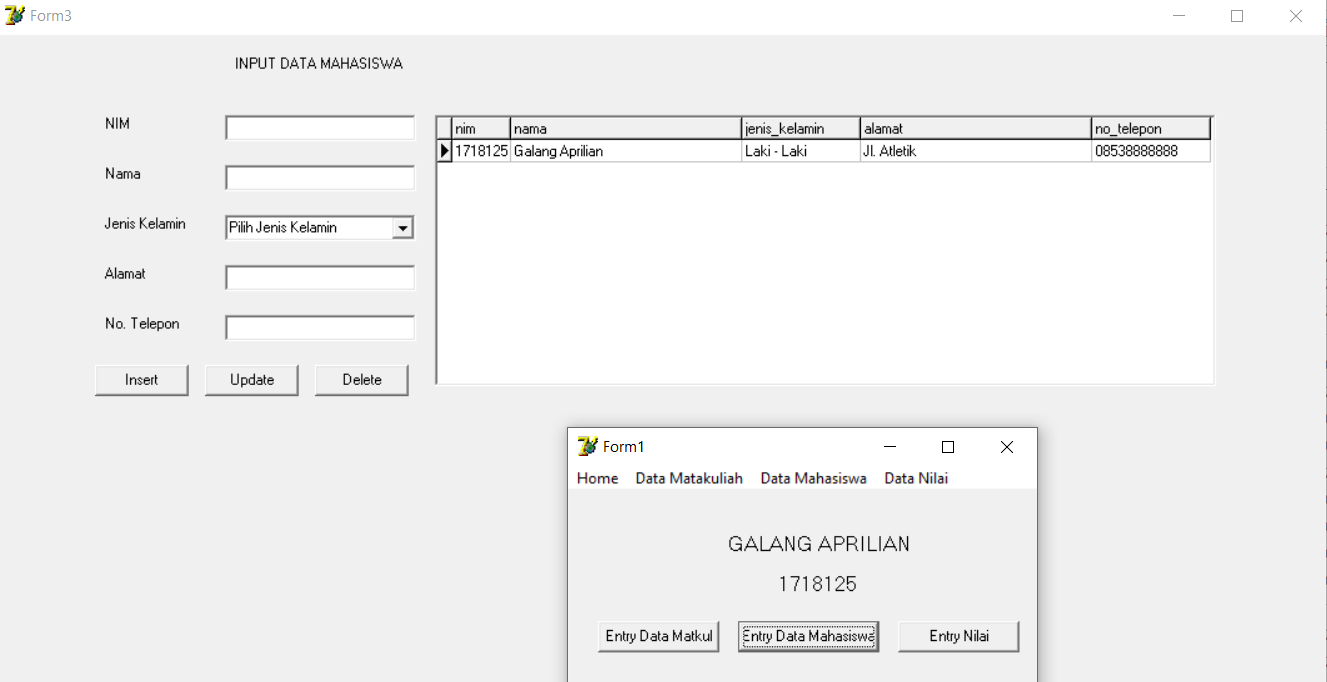 Form3
INPUT DATA MAHASISWA
NIM
Nama
Jenis Kelamin
Pilih Jenis Kelamin
Alamat
No. Telepon
Insert Update Delete
nim nama jenis_kelamin alamat no_telepon
1718125 Galang Aprilian Laki - Laki Jl. Atletik 08538888888
Form1
Home Data Matakuliah Data Mahasiswa Data Nilai
GALANG APRILIAN
1718125
Entry Data Matkul Entry Data Mahasiswa Entry Nilai